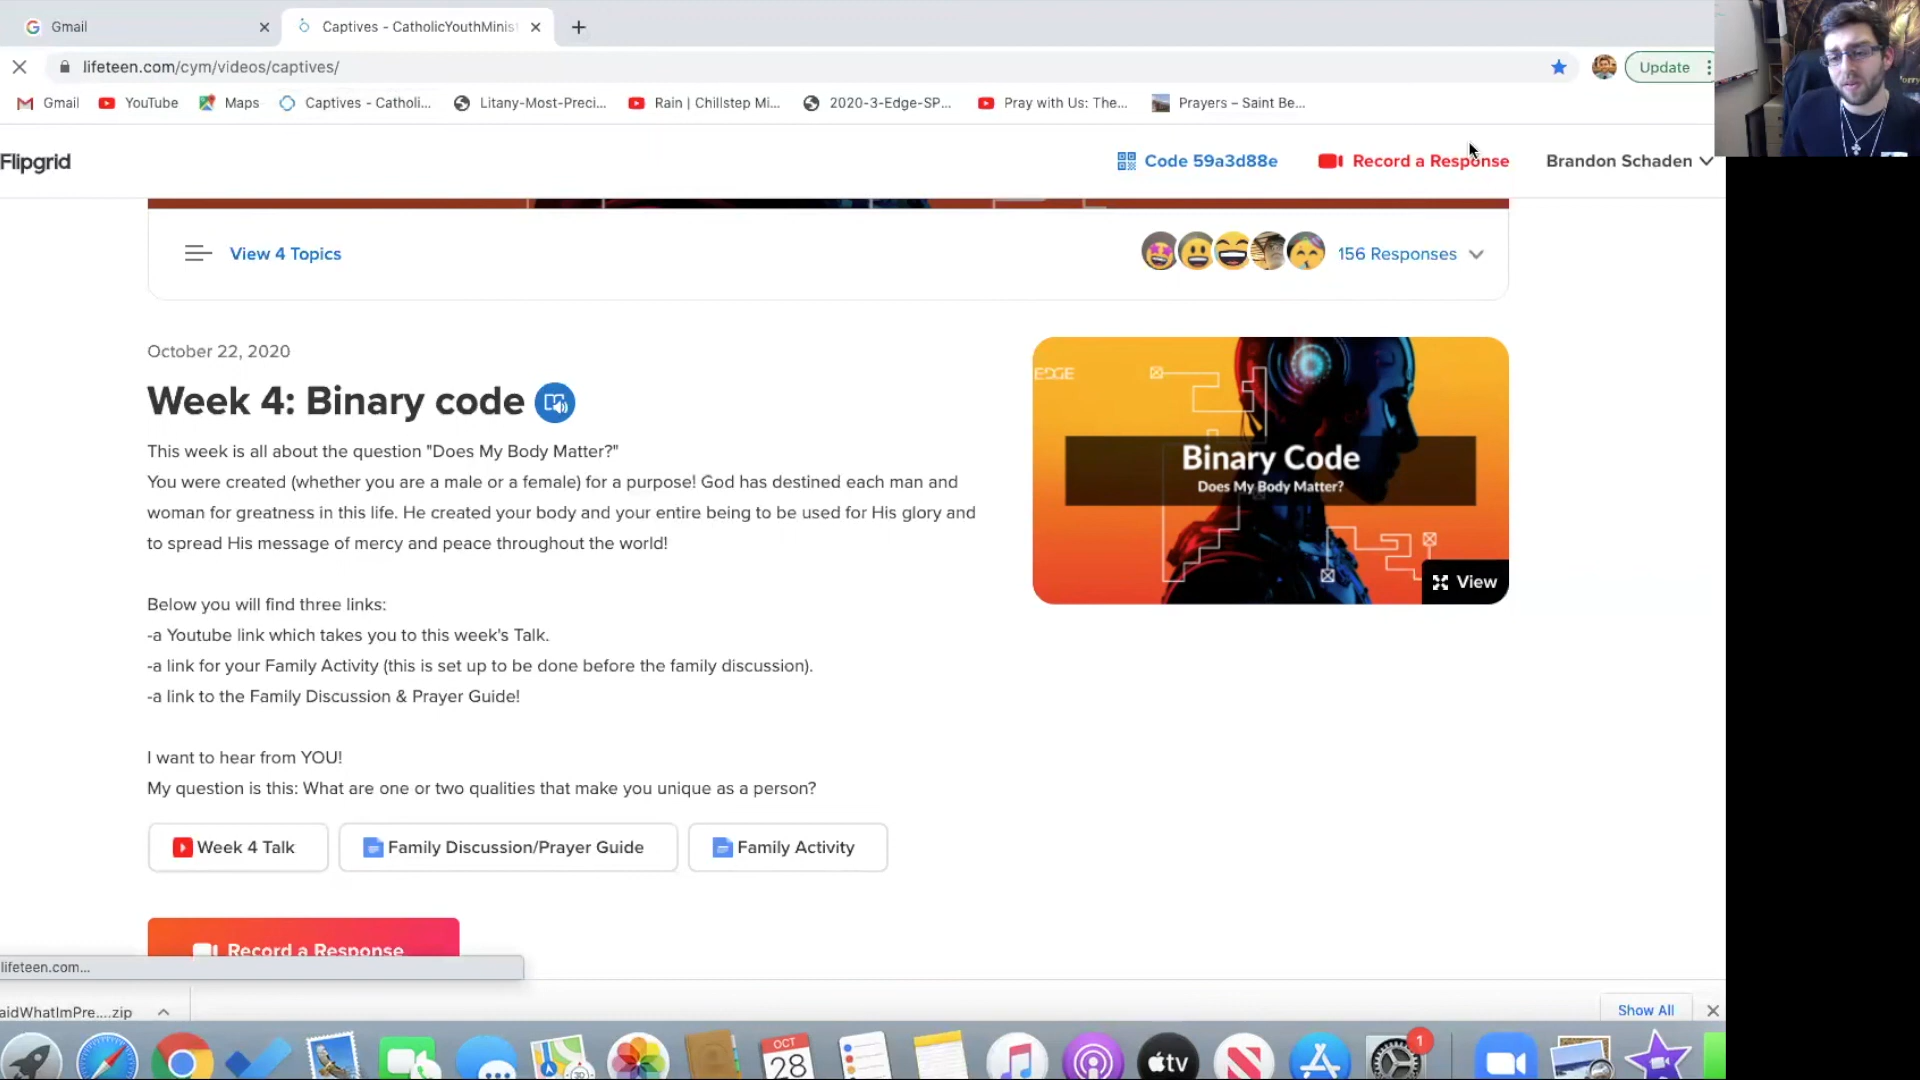 Gmail
Captives - CatholicYouthMinist
lifeteen.com/cym/videos/captives/
Update
Gmail
YouTube
Maps
Captives - Catholi...
Litany-Most-Preci...
Rain | Chillstep Mi...
2020-3-Edge-SP...
Pray with Us: The...
Prayers – Saint Be...
Flipgrid
Code 59a3d88e
Record a Response
Brandon Schaden
View 4 Topics
156 Responses
October 22, 2020
Week 4: Binary code
This week is all about the question "Does My Body Matter?"
You were created (whether you are a male or a female) for a purpose! God has destined each man and
woman for greatness in this life. He created your body and your entire being to be used for His glory and
to spread His message of mercy and peace throughout the world!
Below you will find three links:
-a Youtube link which takes you to this week's Talk.
-a link for your Family Activity (this is set up to be done before the family discussion).
-a link to the Family Discussion & Prayer Guide!
I want to hear from YOU!
My question is this: What are one or two qualities that make you unique as a person?
EDGE
Binary Code
Does My Body Matter?
View
Week 4 Talk
Family Discussion/Prayer Guide
Family Activity
Record a Response
lifeteen.com...
aidWhatImPre....zip
Show All
OCT
28
tv
1